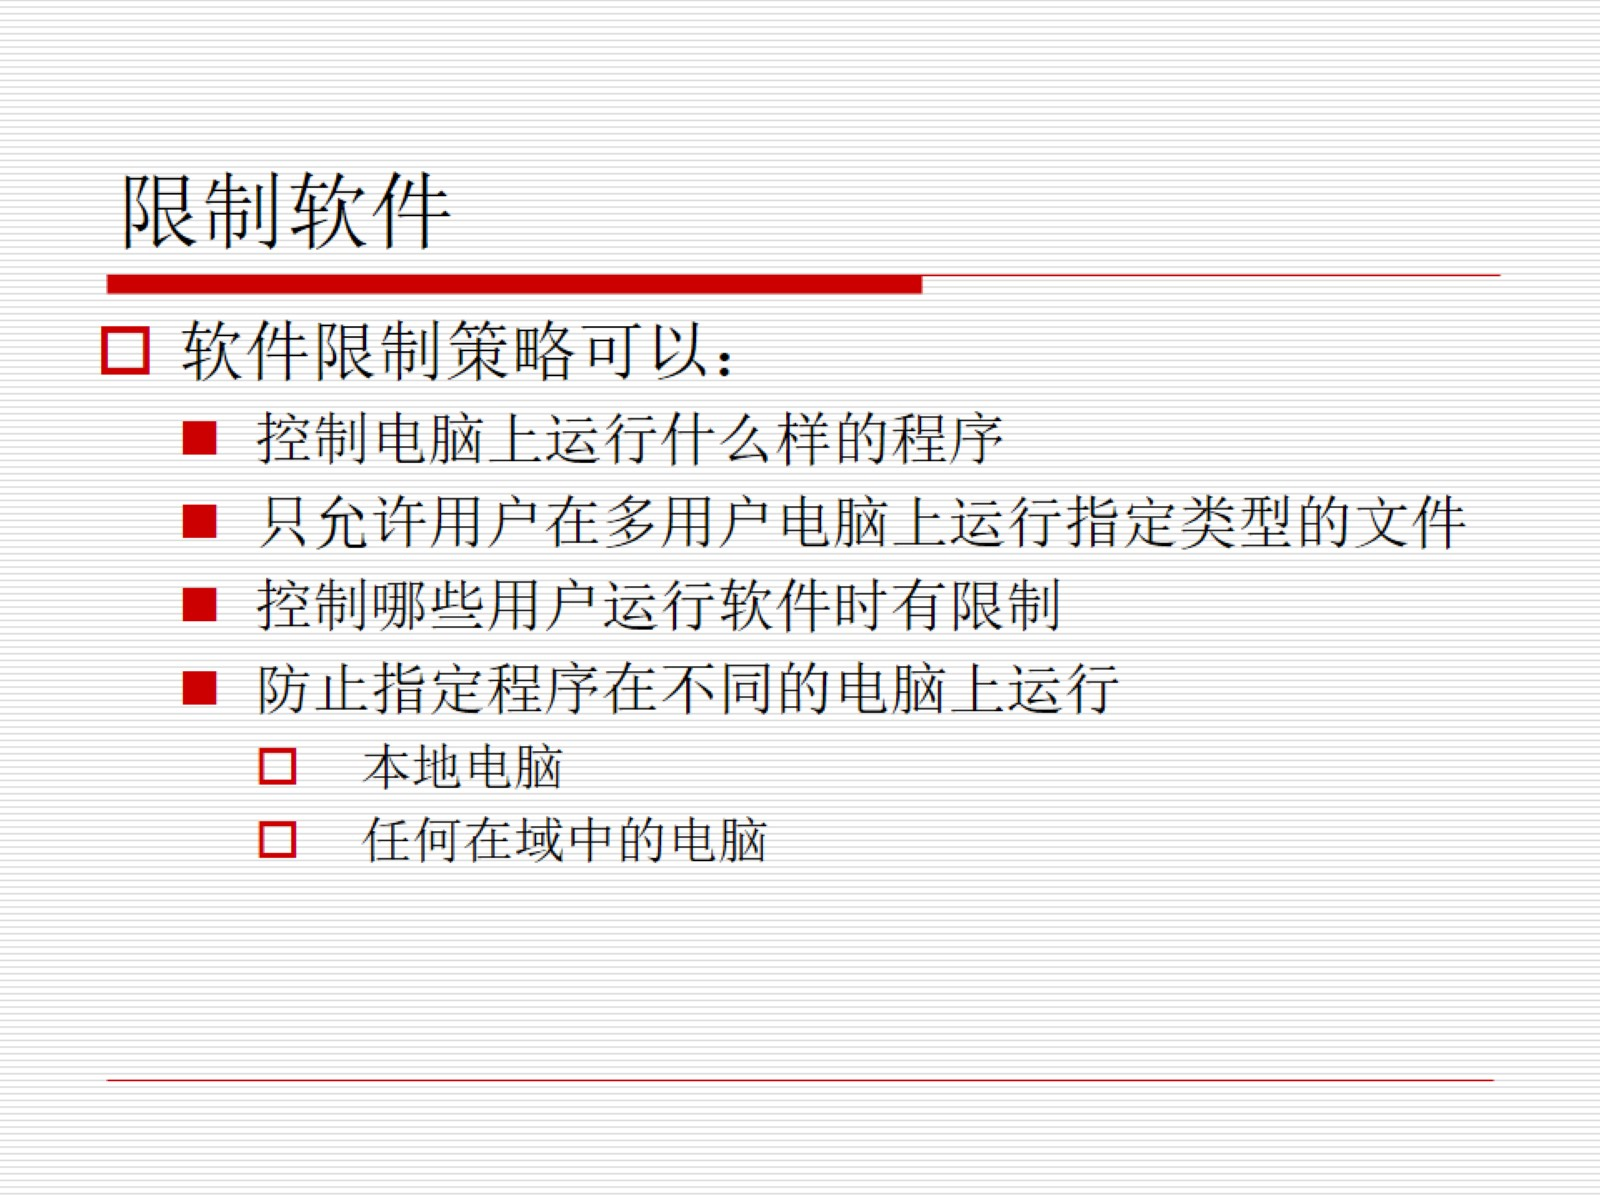 限制软件
软件限制策略可以：
控制电脑上运行什么样的程序
只允许用户在多用户电脑上运行指定类型的文件
控制哪些用户运行软件时有限制
防止指定程序在不同的电脑上运行
本地电脑
任何在域中的电脑